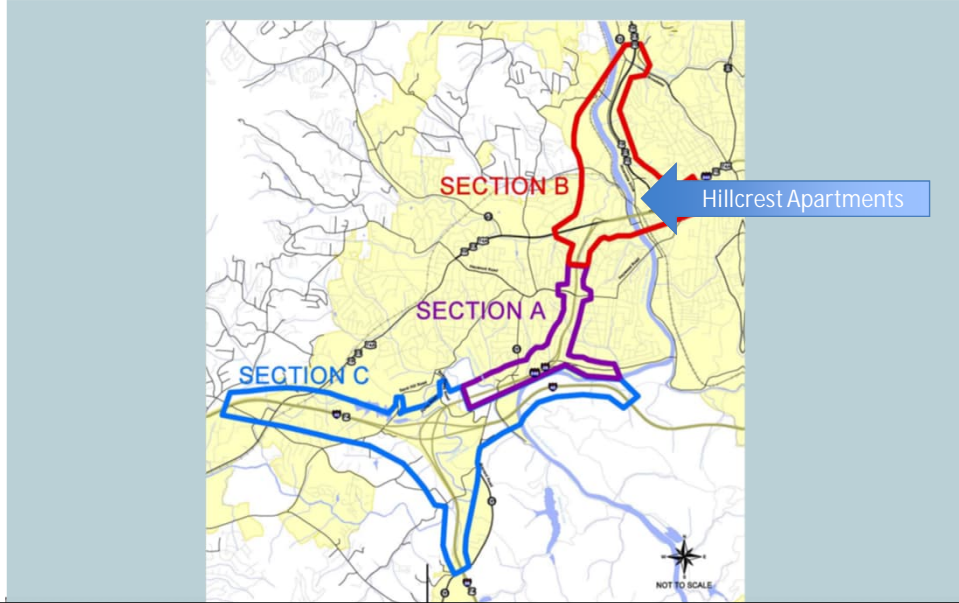 SECTION B
Hillcrest Apartments
SECTION A
SECTION C
NOT TO SCALE